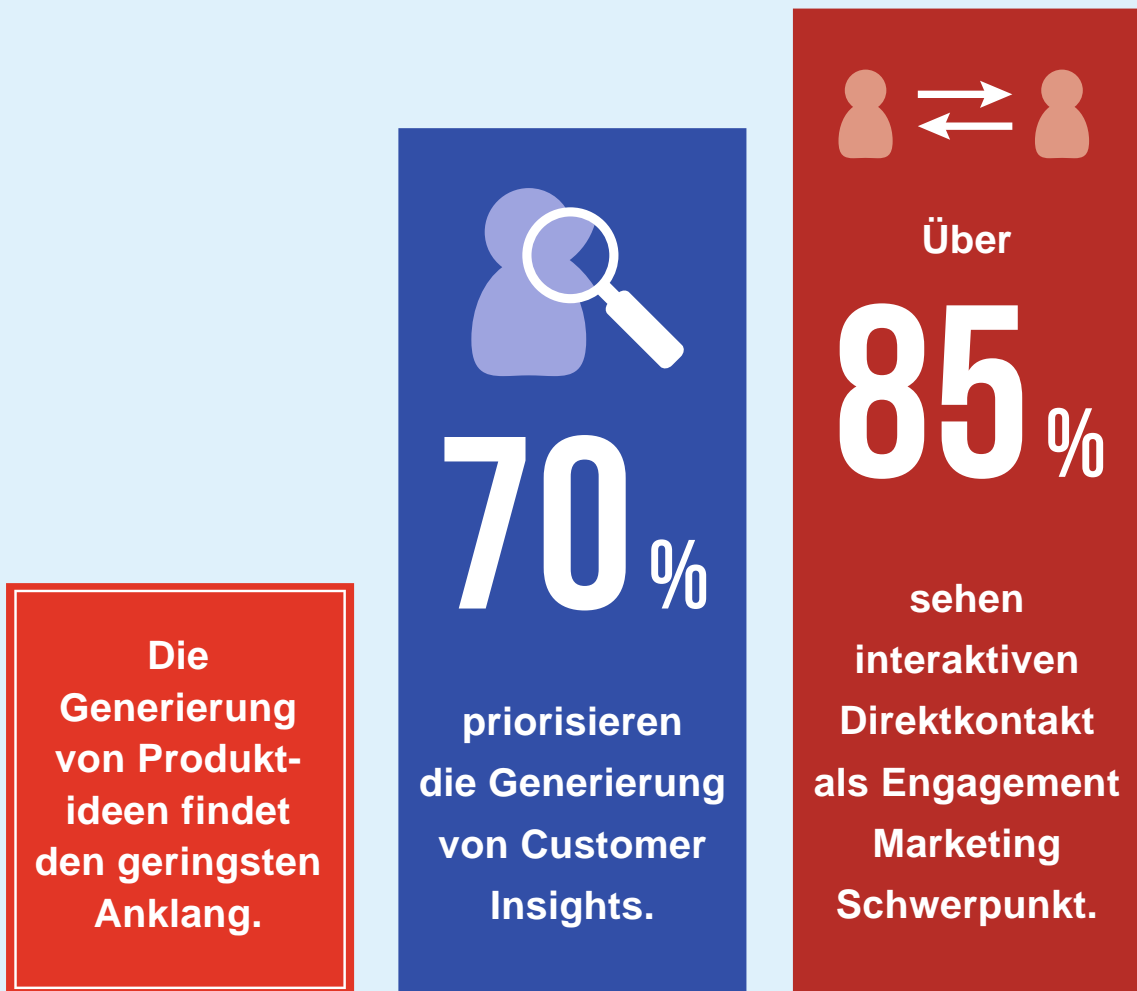 Die
Generierung
von Produkt-
ideen findet
den geringsten
Anklang.
70 %
priorisieren
die Generierung
von Customer
Insights.
Über
85 %
sehen
interaktiven
Direktkontakt
als Engagement
Marketing
Schwerpunkt.